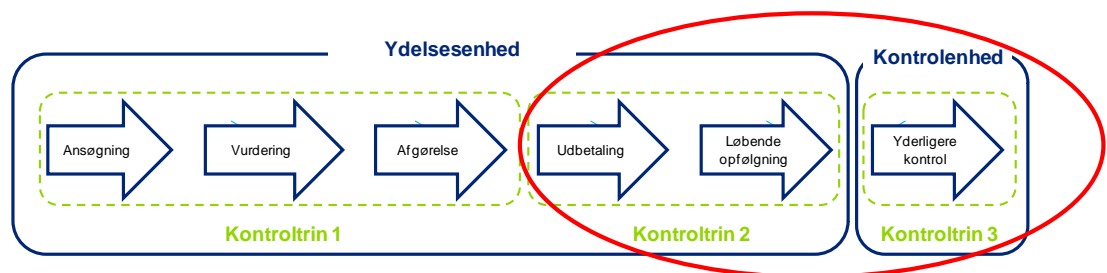 Ydelsesenhed
Kontrolenhed
Ansøgning
Vurdering
Afgørelse
Udbetaling
Løbende
opfølgning
Yderligere
kontrol
Kontroltrin 1
Kontroltrin 2
Kontroltrin 3